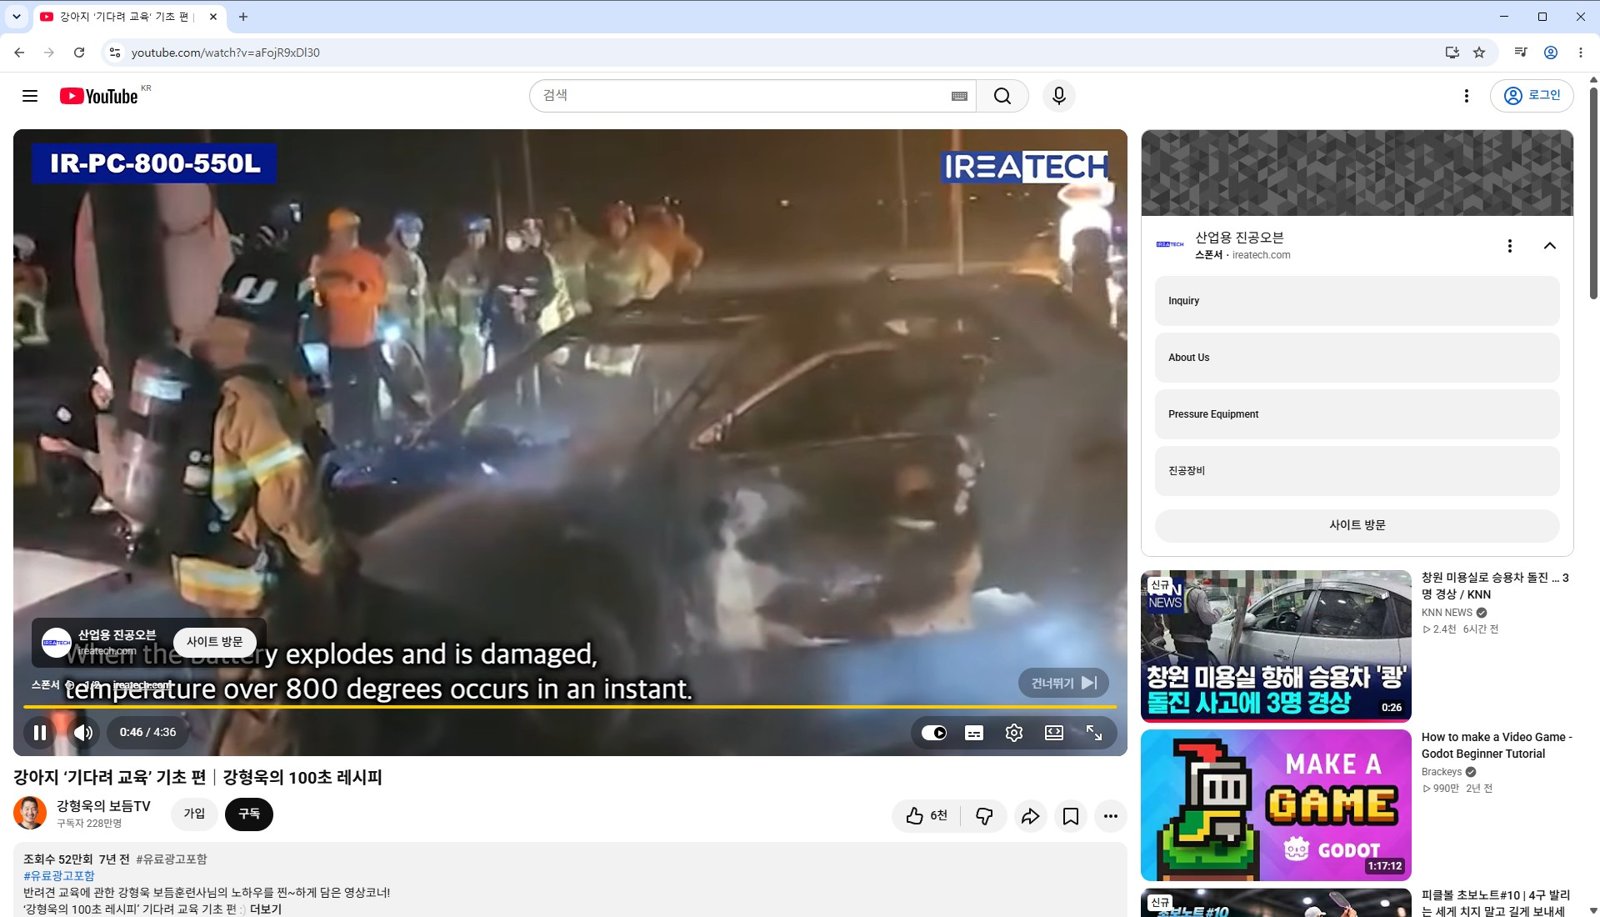 강아지 ‘기다려 교육’ 기초 편 |
youtube.com/watch?v=aFojR9xDl30
YouTube KR
검색
로그인
IR-PC-800-550L
IREATECH
When the battery explodes and is damaged,
temperature over 800 degrees occurs in an instant.
IREATECH
산업용 진공오븐
ireatech.com
사이트 방문
스폰서
ireatech.com
건너뛰기
0:46 / 4:36
강아지 ‘기다려 교육’ 기초 편｜강형욱의 100초 레시피
강형욱의 보듬TV
구독자 228만명
가입
구독
6천
조회수 52만회 7년 전 #유료광고포함
#유료광고포함
반려견 교육에 관한 강형욱 보듬훈련사님의 노하우를 찐~하게 담은 영상코너!
‘강형욱의 100초 레시피’ 기다려 교육 기초 편 :) 더보기
IREATECH
산업용 진공오븐
스폰서 · ireatech.com
Inquiry
About Us
Pressure Equipment
진공장비
사이트 방문
신규
NEWS
창원 미용실 향해 승용차 '쾅'
돌진 사고에 3명 경상
0:26
창원 미용실로 승용차 돌진 ... 3
명 경상 / KNN
KNN NEWS
2.4천 6시간 전
MAKE A
GAME
GODOT
1:17:12
How to make a Video Game -
Godot Beginner Tutorial
Brackeys
990만 2년 전
신규
피클볼 초보노트#10 | 4구 발리
는 세게 치지 말고 길게 보내세